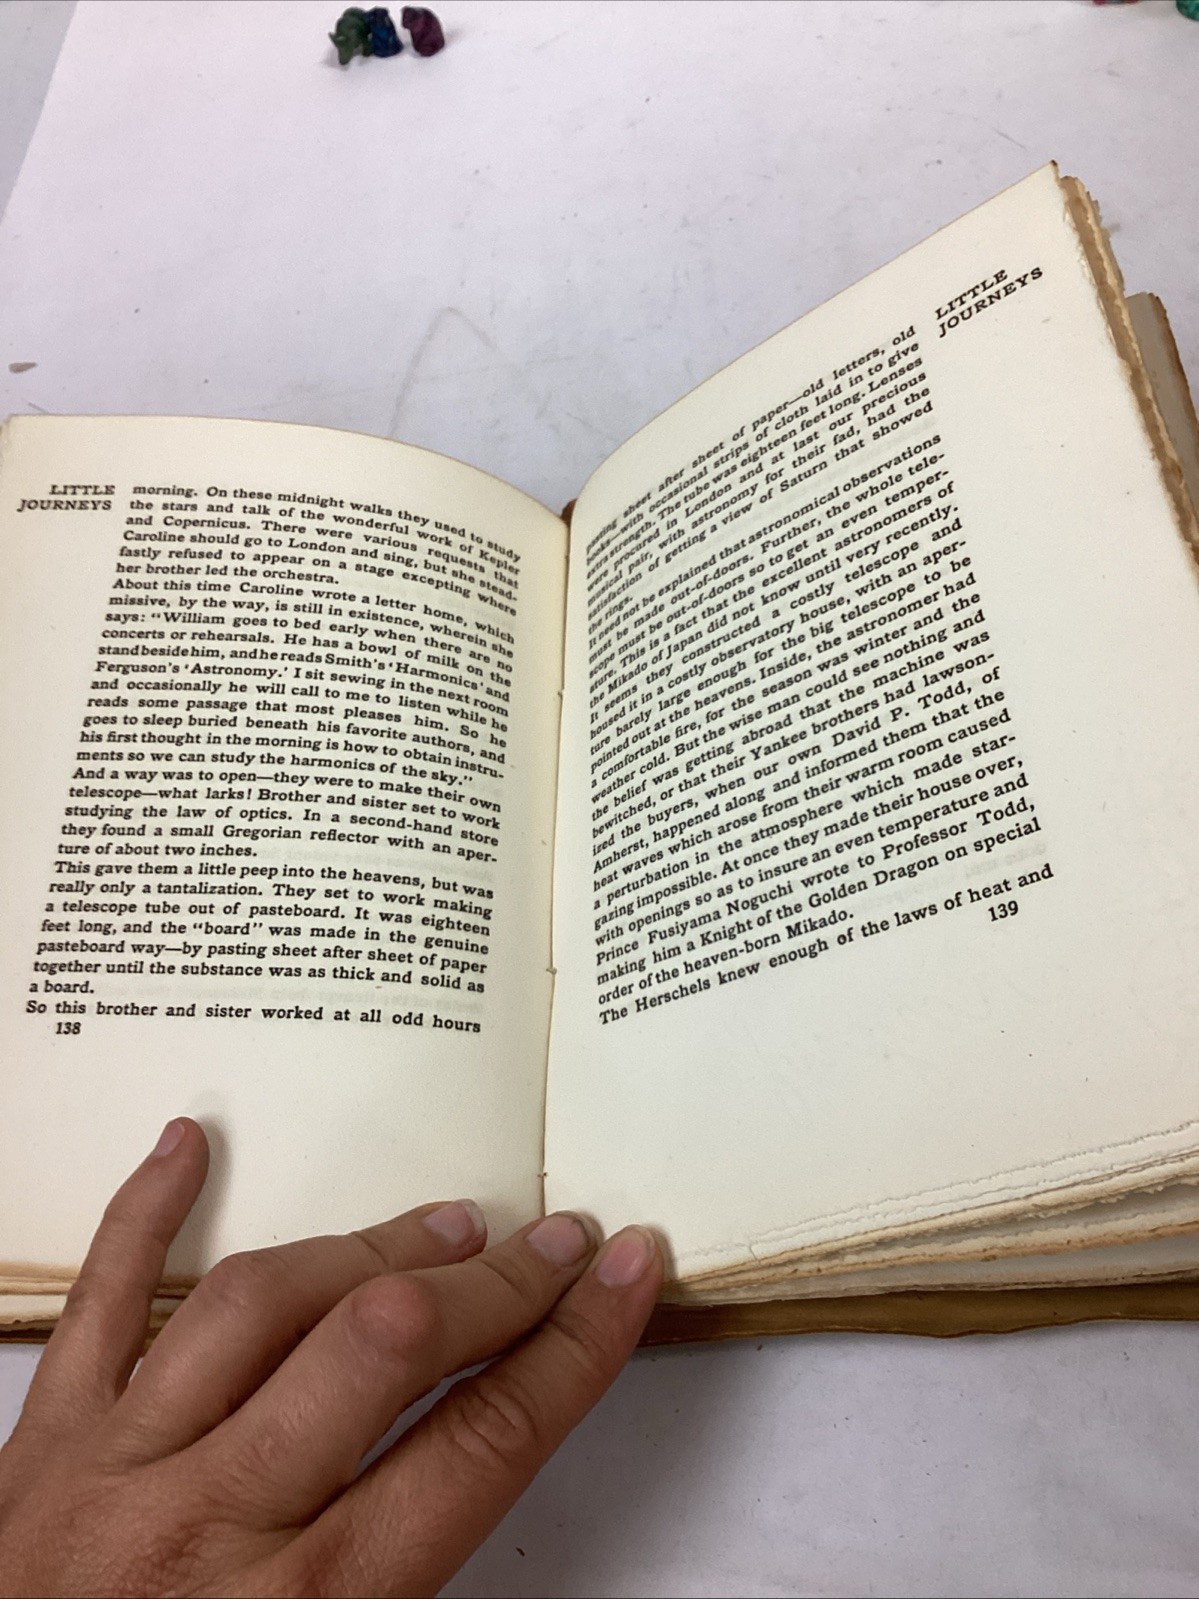 LITTLE
JOURNEYS
morning. On these midnight walks they used to study
the stars and talk of the wonderful work of Kepler
and Copernicus. There were various requests that
Caroline should go to London and sing, but she stead-
fastly refused to appear on a stage excepting where
her brother led the orchestra.
About this time Caroline wrote a letter home, which
missive, by the way, is still in existence, wherein she
says: "William goes to bed early when there are no
concerts or rehearsals. He has a bowl of milk on the
stand beside him, and he reads Smith's 'Harmonics' and
Ferguson's 'Astronomy.' I sit sewing in the next room
and occasionally he will call to me to listen while he
reads some passage that most pleases him. So he
goes to sleep buried beneath his favorite authors, and
his first thought in the morning is how to obtain instru-
ments so we can study the harmonics of the sky."
And a way was to open—they were to make their own
telescope—what larks! Brother and sister set to work
studying the law of optics. In a second-hand store
they found a small Gregorian reflector with an aper-
ture of about two inches.
This gave them a little peep into the heavens, but was
really only a tantalization. They set to work making
a telescope tube out of pasteboard. It was eighteen
feet long, and the "board" was made in the genuine
pasteboard way—by pasting sheet after sheet of paper
together until the substance was as thick and solid as
a board.
So this brother and sister worked at all odd hours
138
LITTLE
JOURNEYS
pasting sheet after sheet of paper—old letters, old
books—with occasional strips of cloth laid in to give
extra strength. The tube was eighteen feet long. Lenses
were procured in London and at last our precious
musical pair, with astronomy for their fad, had the
satisfaction of getting a view of Saturn that showed
the rings.
It need not be explained that astronomical observations
must be made out-of-doors. Further, the whole tele-
scope must be out-of-doors so to get an even temper-
ature. This is a fact that the excellent astronomers of
the Mikado of Japan did not know until very recently.
It seems they constructed a costly telescope and
housed it in a costly observatory house, with an aper-
ture barely large enough for the big telescope to be
pointed out at the heavens. Inside, the astronomer had
a comfortable fire, for the season was winter and the
weather cold. But the wise man could see nothing and
the belief was getting abroad that the machine was
bewitched, or that their Yankee brothers had lawson-
ized the buyers, when our own David P. Todd, of
Amherst, happened along and informed them that the
heat waves which arose from their warm room caused
a perturbation in the atmosphere which made star-
gazing impossible. At once they made their house over,
with openings so as to insure an even temperature and
Prince Fusiyama Noguchi wrote to Professor Todd,
making him a Knight of the Golden Dragon on special
order of the heaven-born Mikado.
The Herschels knew enough of the laws of heat and
139